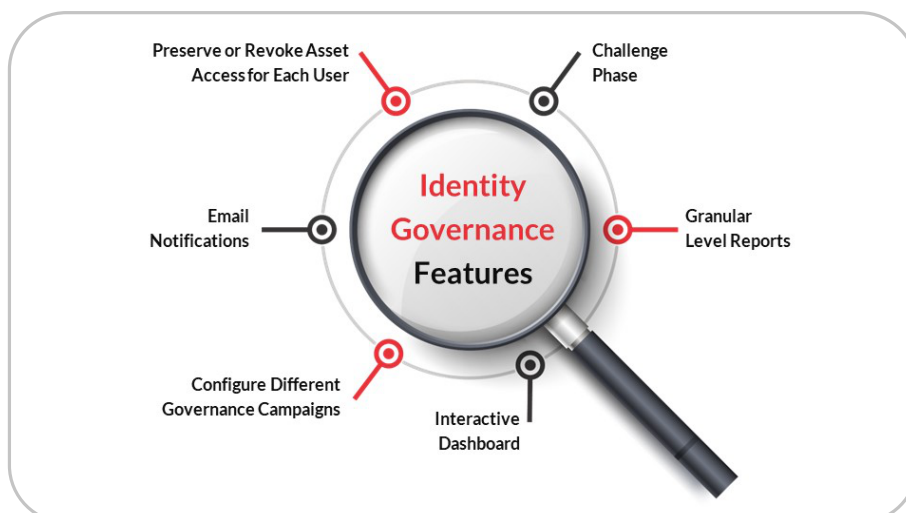 Preserve or Revoke Asset
Access for Each User
Challenge
Phase
Identity
Governance
Features
Email
Notifications
Granular
Level Reports
Configure Different
Governance Campaigns
Interactive
Dashboard